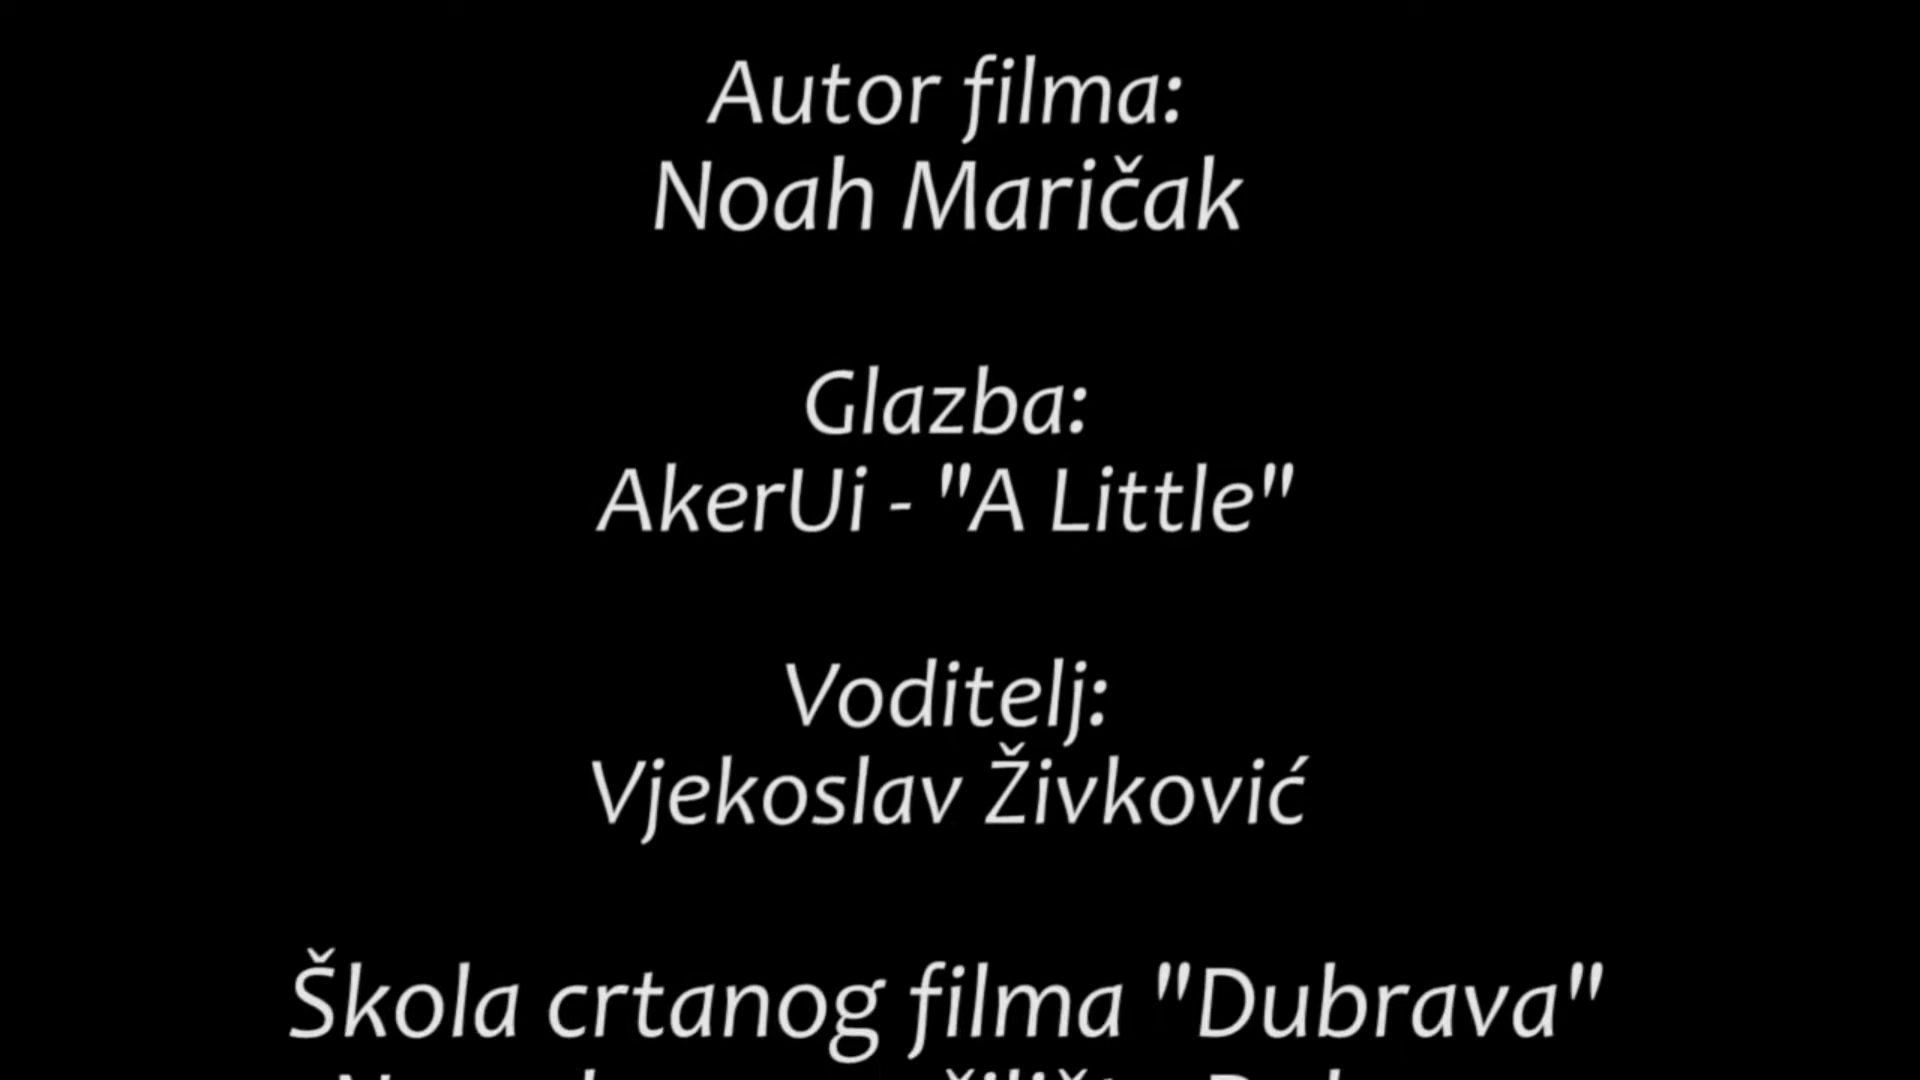 Autor filma:
Noah Maričak
Glazba:
AkerUi - "A Little"
Voditelj:
Vjekoslav Živković
Škola crtanog filma "Dubrava"